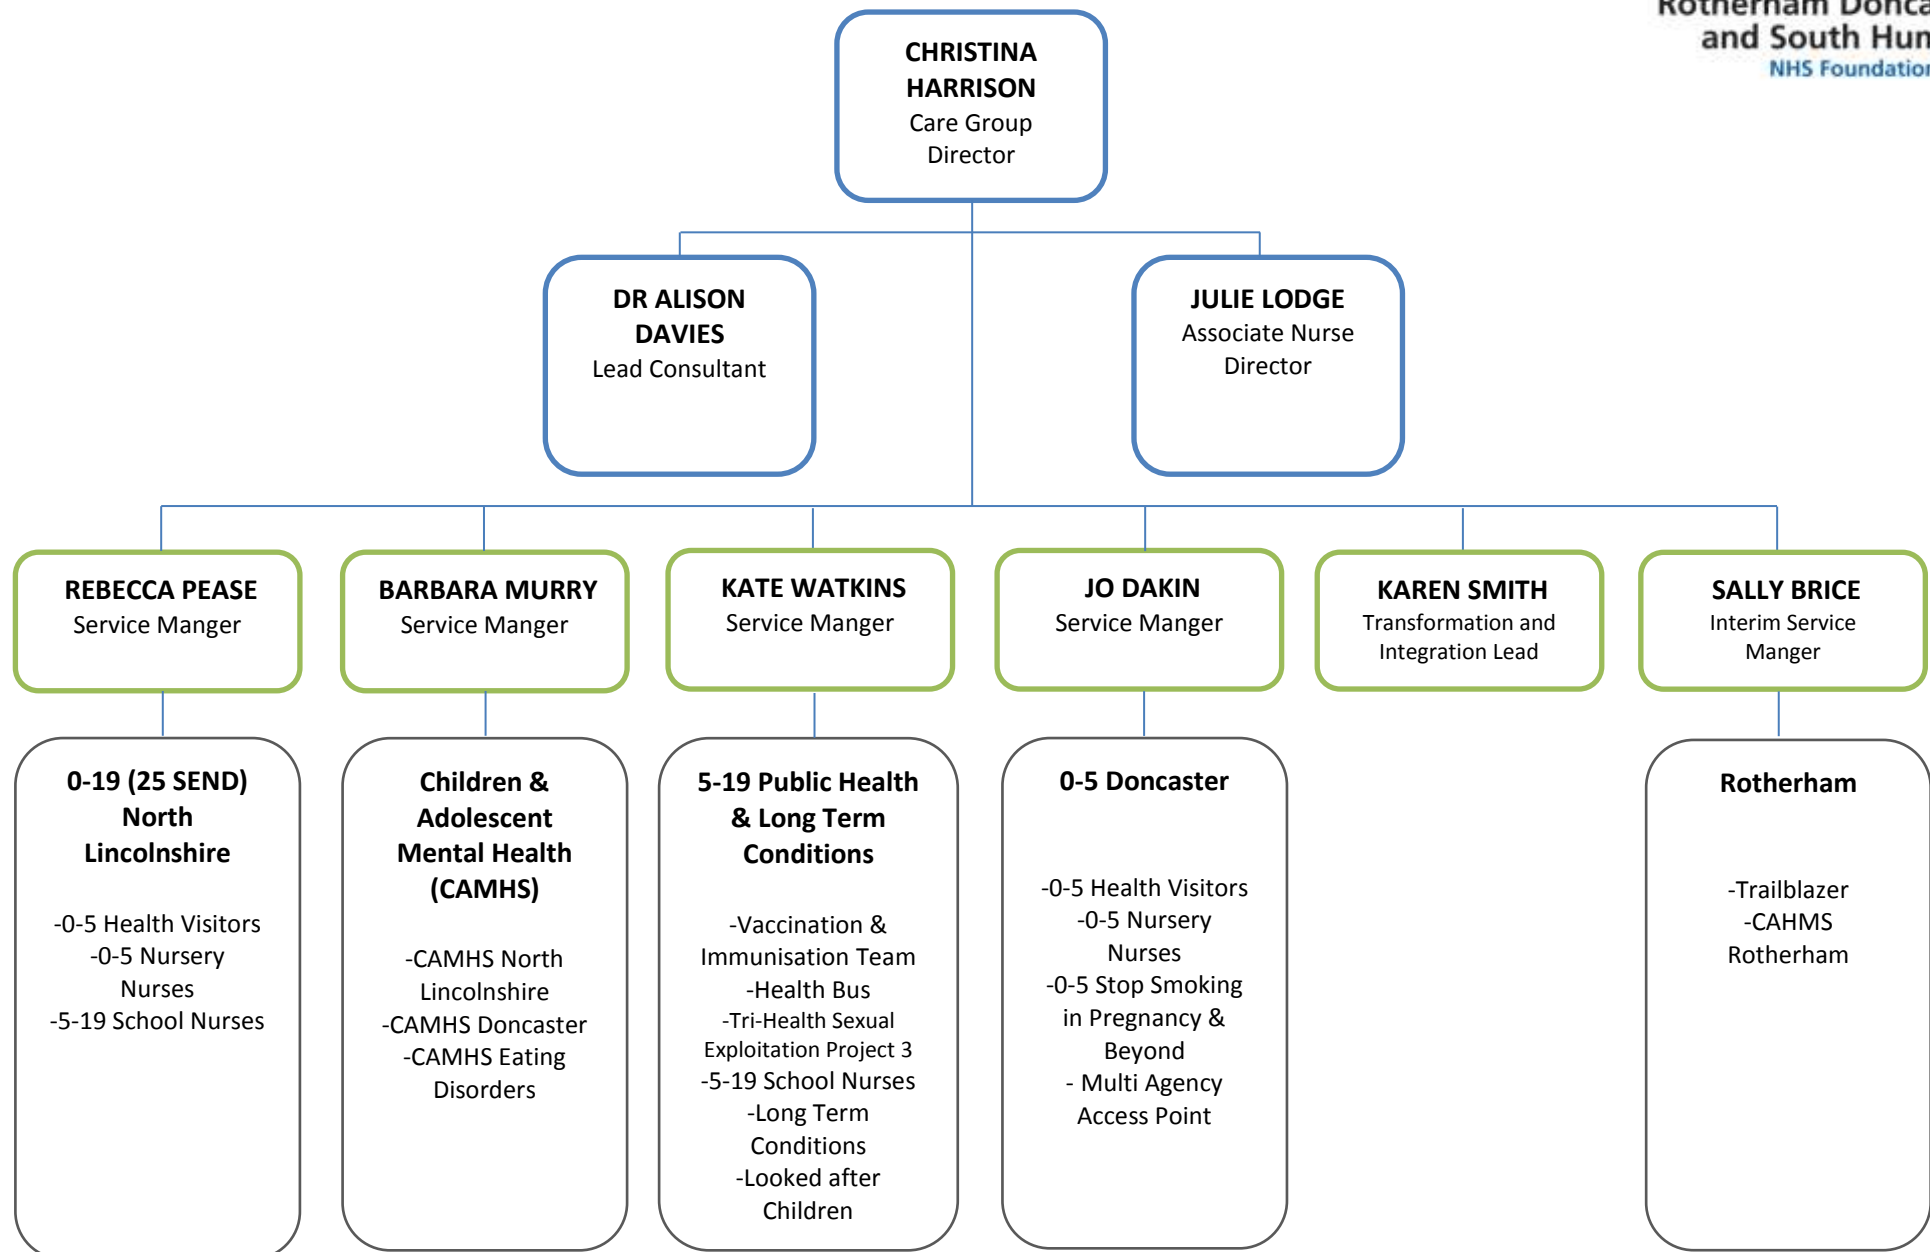 Rotherham Donca
and South Hum
NHS Foundation
CHRISTINA
HARRISON
Care Group
Director
DR ALISON
DAVIES
Lead Consultant
JULIE LODGE
Associate Nurse
Director
REBECCA PEASE
Service Manger
BARBARA MURRY
Service Manger
KATE WATKINS
Service Manger
JO DAKIN
Service Manger
KAREN SMITH
Transformation and
Integration Lead
SALLY BRICE
Interim Service
Manger
0-19 (25 SEND)
North
Lincolnshire
-0-5 Health Visitors
-0-5 Nursery
Nurses
-5-19 School Nurses
Children &
Adolescent
Mental Health
(CAMHS)
-CAMHS North
Lincolnshire
-CAMHS Doncaster
-CAMHS Eating
Disorders
5-19 Public Health
& Long Term
Conditions
-Vaccination &
Immunisation Team
-Health Bus
-Tri-Health Sexual
Exploitation Project 3
-5-19 School Nurses
-Long Term
Conditions
-Looked after
Children
0-5 Doncaster
-0-5 Health Visitors
-0-5 Nursery
Nurses
-0-5 Stop Smoking
in Pregnancy &
Beyond
- Multi Agency
Access Point
Rotherham
-Trailblazer
-CAHMS
Rotherham